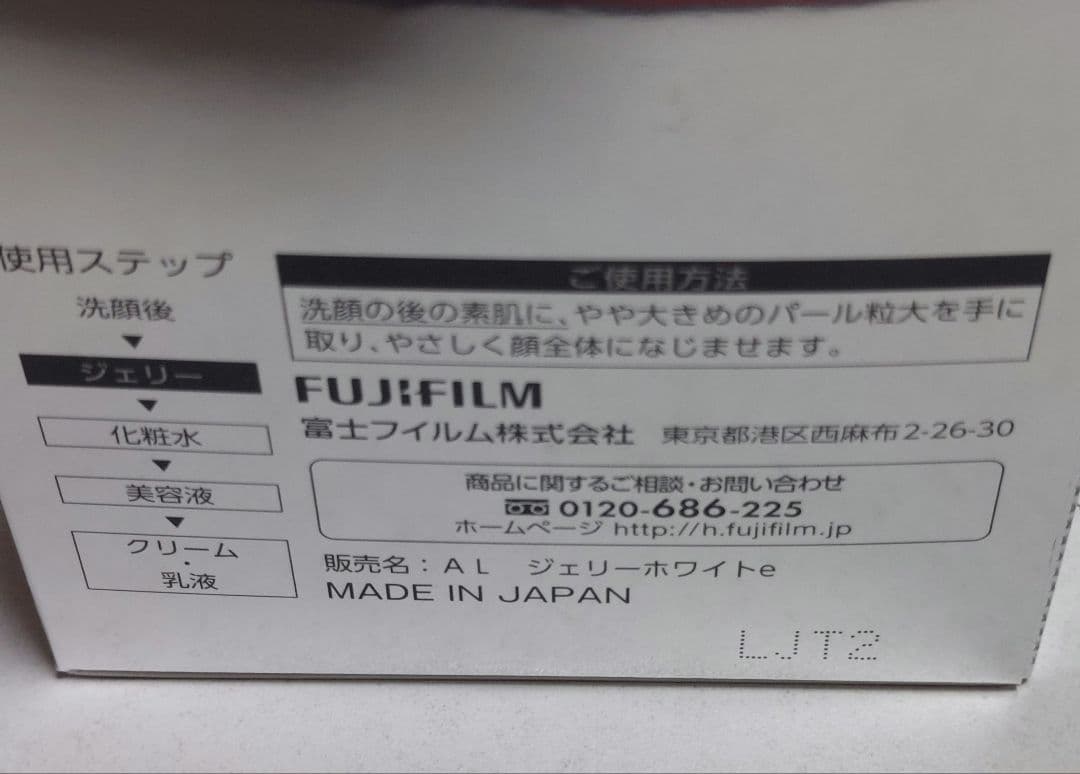 使用ステップ
洗顔後
▼
ジェリー
▼
化粧水
▼
美容液
▼
クリーム
・
乳液
ご使用方法
洗顔の後の素肌に、やや大きめのパール粒大を手に
取り、やさしく顔全体になじませます。
FUJIFILM
富士フイルム株式会社 東京都港区西麻布2-26-30
商品に関するご相談・お問い合わせ
0120-686-225
ホームページ http://h.fujifilm.jp
販売名：ＡＬ　ジェリーホワイトe
MADE IN JAPAN
LJT2